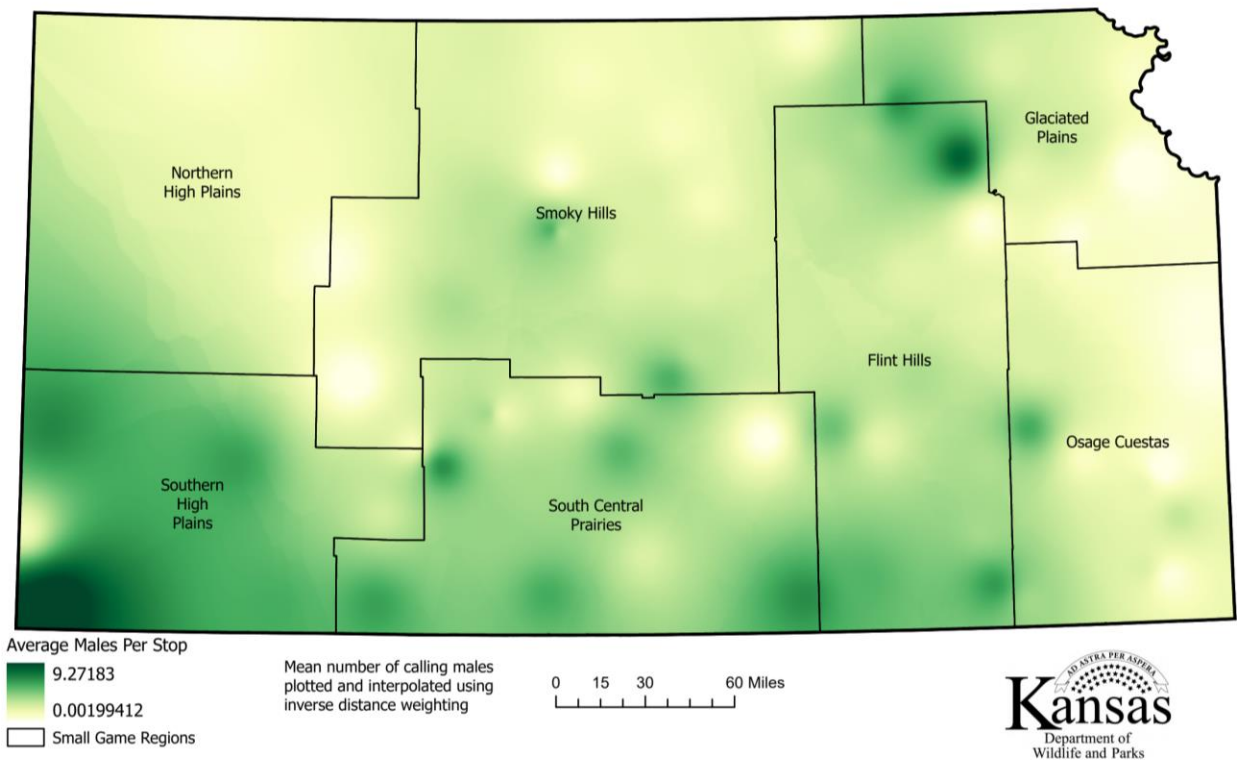 Northern
High Plains
Smoky Hills
Glaciated
Plains
Flint Hills
Osage Cuestas
Southern
High
Plains
South Central
Prairies
Average Males Per Stop
9.27183
0.00199412
Small Game Regions
Mean number of calling males
plotted and interpolated using
inverse distance weighting
0 15 30 60 Miles
AD ASTRA PER ASPERA
Kansas
Department of
Wildlife and Parks